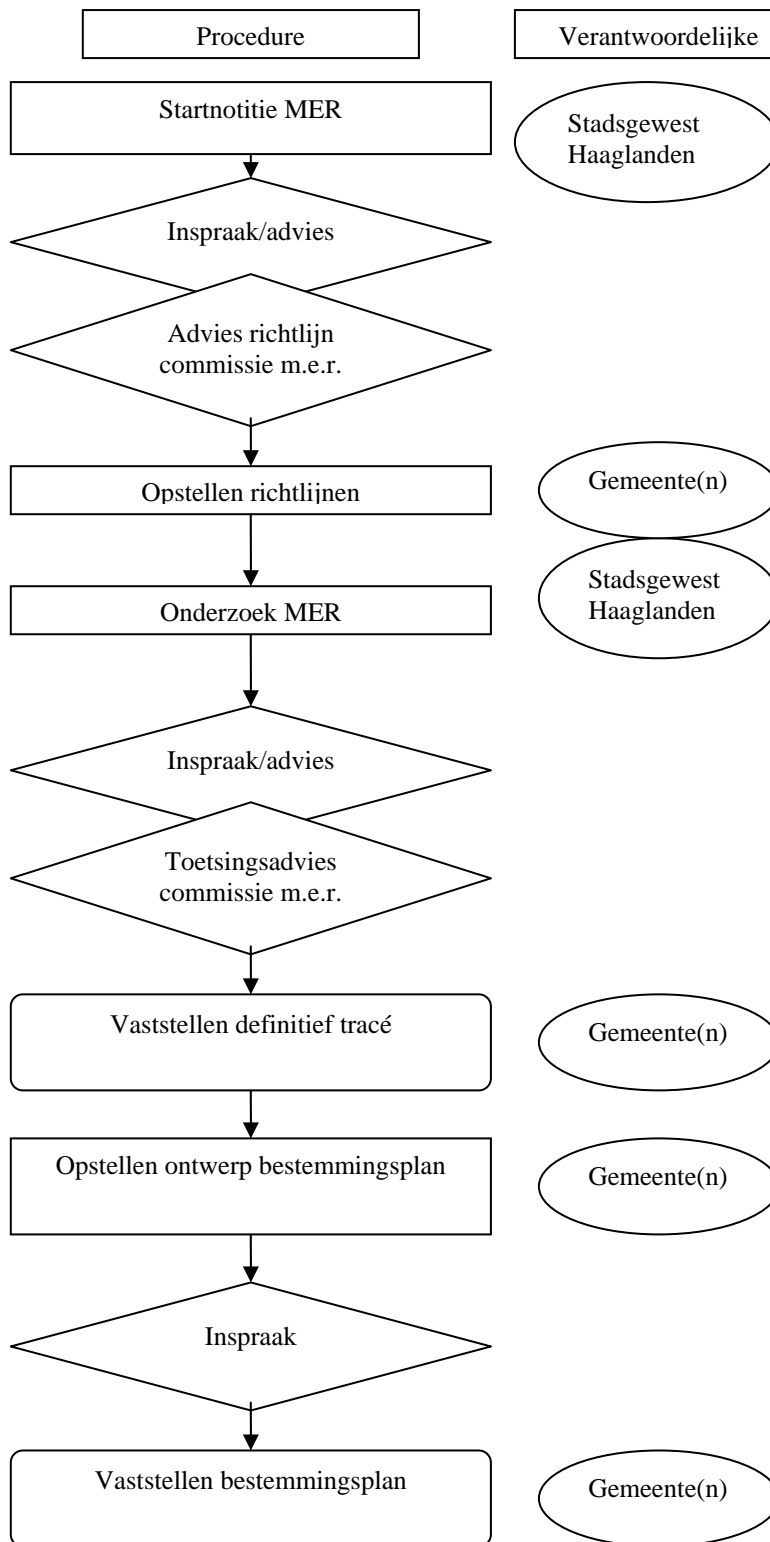 Procedure
Verantwoordelijke
Startnotitie MER
Stadsgewest
Haaglanden
Inspraak/advies
Advies richtlijn
commissie m.e.r.
Opstellen richtlijnen
Gemeente(n)
Onderzoek MER
Stadsgewest
Haaglanden
Inspraak/advies
Toetsingsadvies
commissie m.e.r.
Vaststellen definitief tracé
Gemeente(n)
Opstellen ontwerp bestemmingsplan
Gemeente(n)
Inspraak
Vaststellen bestemmingsplan
Gemeente(n)